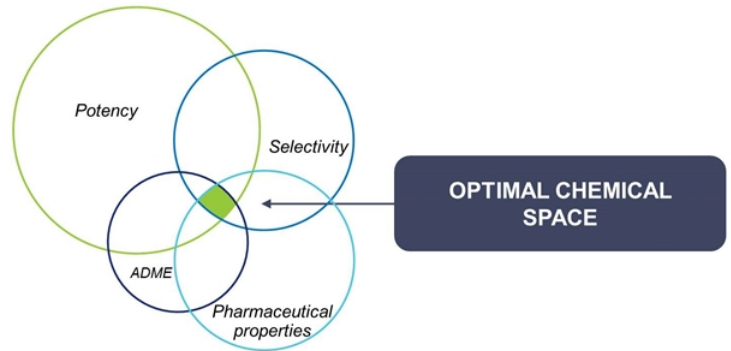 Potency
Selectivity
OPTIMAL CHEMICAL
SPACE
ADME
Pharmaceutical
properties